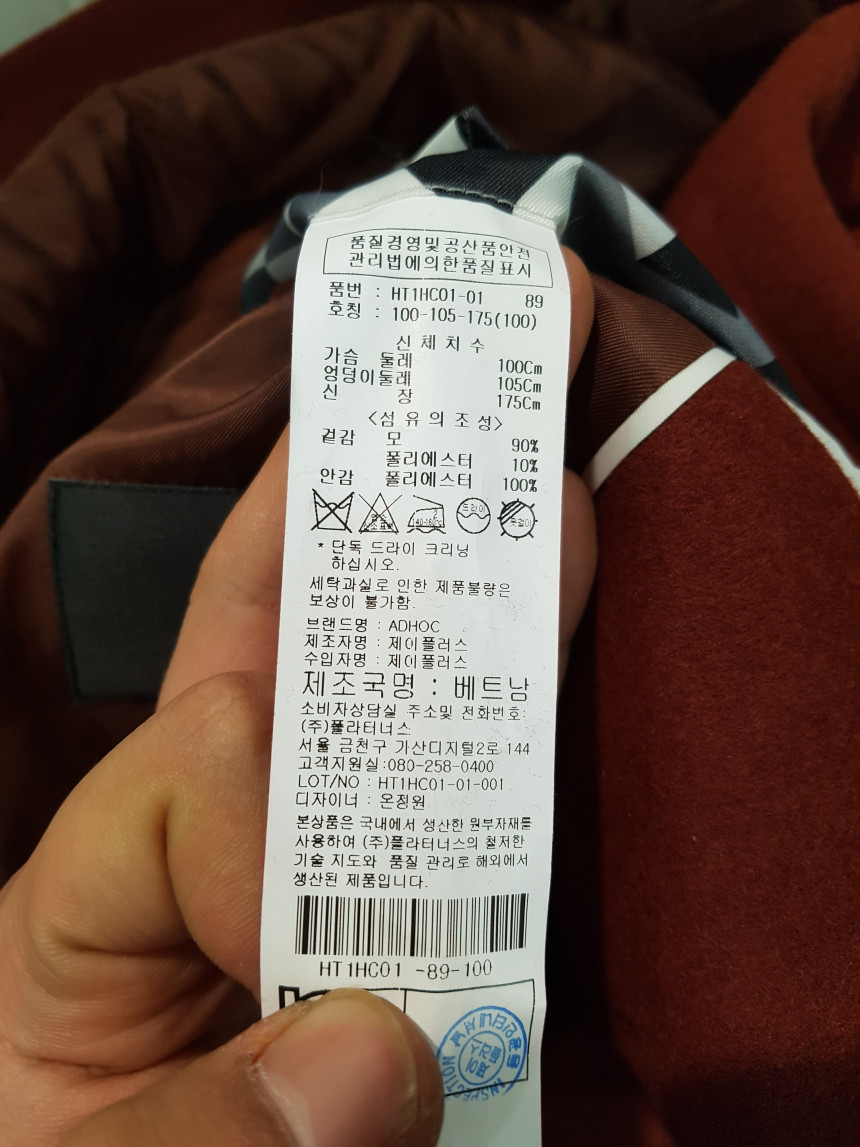 품질경영및공산품안전
관리법에의한품질표시
품번 : HT1HC01-01 89
호칭 : 100-105-175(100)
신 체 치 수
가슴 둘레 100Cm
엉덩이둘레 105Cm
신 장 175Cm
<섬 유 의 조 성>
겉감 모 90%
폴리에스터 10%
안감 폴리에스터 100%
140-160℃ 드라이 옷걸이
* 단독 드라이 크리닝
하십시오.
세탁과실로 인한 제품불량은
보상이 불가함.
브랜드명 : ADHOC
제조자명 : 제이플러스
수입자명 : 제이플러스
제조국명 : 베트남
소비자상담실 주소및 전화번호:
(주)플라터너스
서울 금천구 가산디지털2로 144
고객지원실:080-258-0400
LOT/NO : HT1HC01-01-001
디자이너 : 온정원
본상품은 국내에서 생산한 원부자재를
사용하여 (주)플라터너스의 철저한
기술 지도와 품질 관리로 해외에서
생산된 제품입니다.
HT1HC01 -89-100
INSPECTION